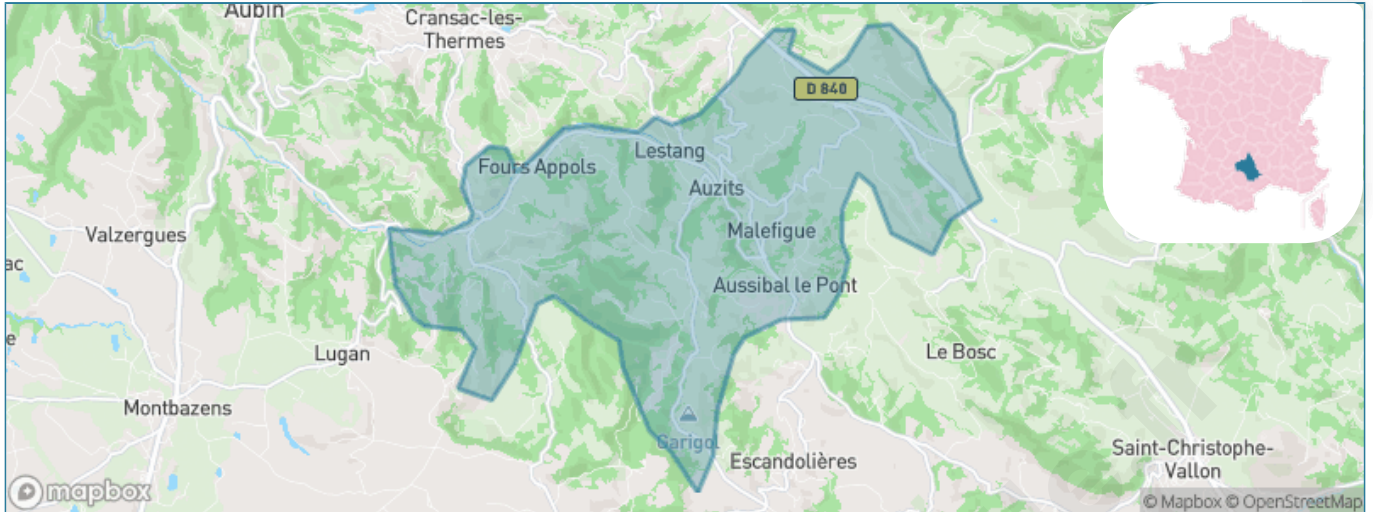 Aubin
Cransac-les-
Thermes
D 840
Lestang
Fours Appols
Auzits
Valzergues
Malefigue
ac
Aussibal le Pont
e
Lugan
Le Bosc
Montbazens
Garigol
Escandolières
Saint-Christophe-
Vallon
mapbox
© Mapbox © OpenStreetMap